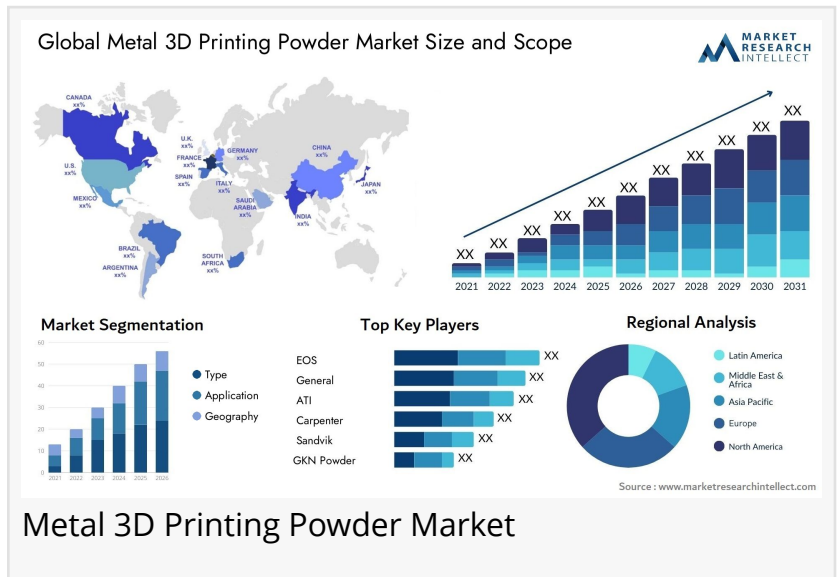 Global Metal 3D Printing Powder Market Size and Scope
MARKET
RESEARCH
INTELLECT
CANADA
xx%
U.S.
xx%
MEXICO
xx%
BRAZIL
xx%
ARGENTINA
xx%
U.K.
xx%
FRANCE
xx%
SPAIN
xx%
GERMANY
xx%
ITALY
xx%
SAUDI
ARABIA
xx%
SOUTH
AFRICA
xx%
CHINA
xx%
INDIA
xx%
JAPAN
xx%
XX
XX
XX
XX
XX
XX
XX
XX
XX
XX
XX
2021 2022 2023 2024 2025 2026 2027 2028 2029 2030 2031
Market Segmentation
60
50
40
30
20
10
0
2021 2022 2023 2024 2025 2026
Type
Application
Geography
Top Key Players
EOS XX
General XX
ATI XX
Carpenter XX
Sandvik XX
GKN Powder XX
Regional Analysis
Latin America
Middle East &
Africa
Asia Pacific
Europe
North America
Source : www.marketresearchintellect.com
Metal 3D Printing Powder Market